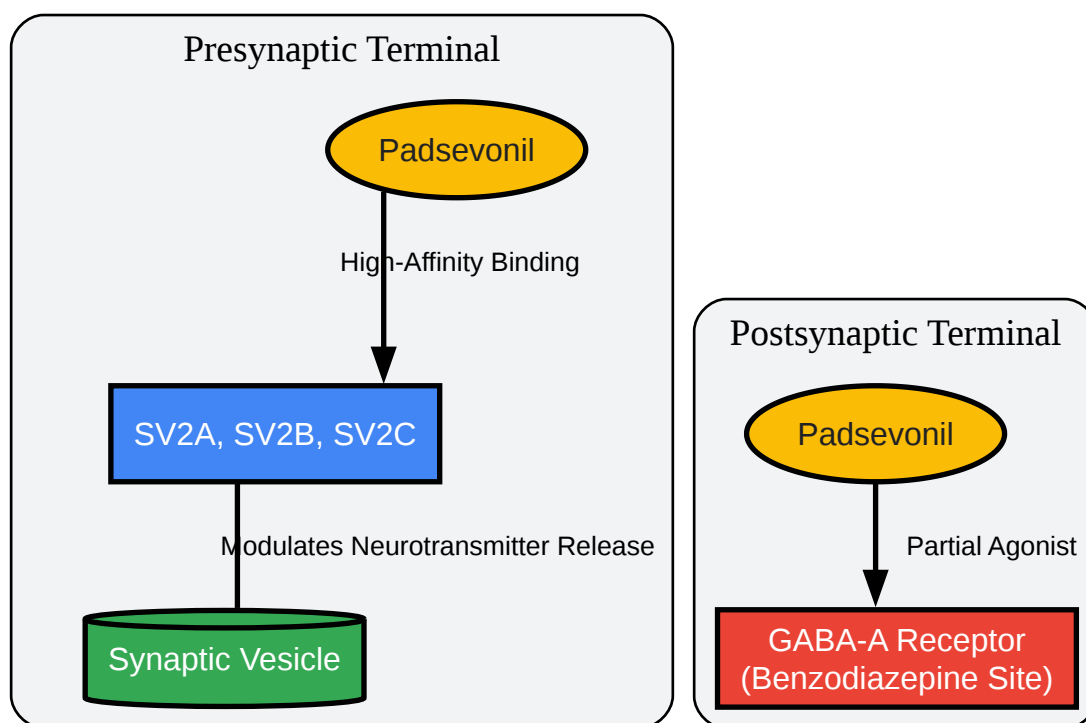 Presynaptic Terminal
Padsevonil
High-Affinity Binding
SV2A, SV2B, SV2C
Modulates Neurotransmitter Release
Synaptic Vesicle
Postsynaptic Terminal
Padsevonil
Partial Agonist
GABA-A Receptor
(Benzodiazepine Site)